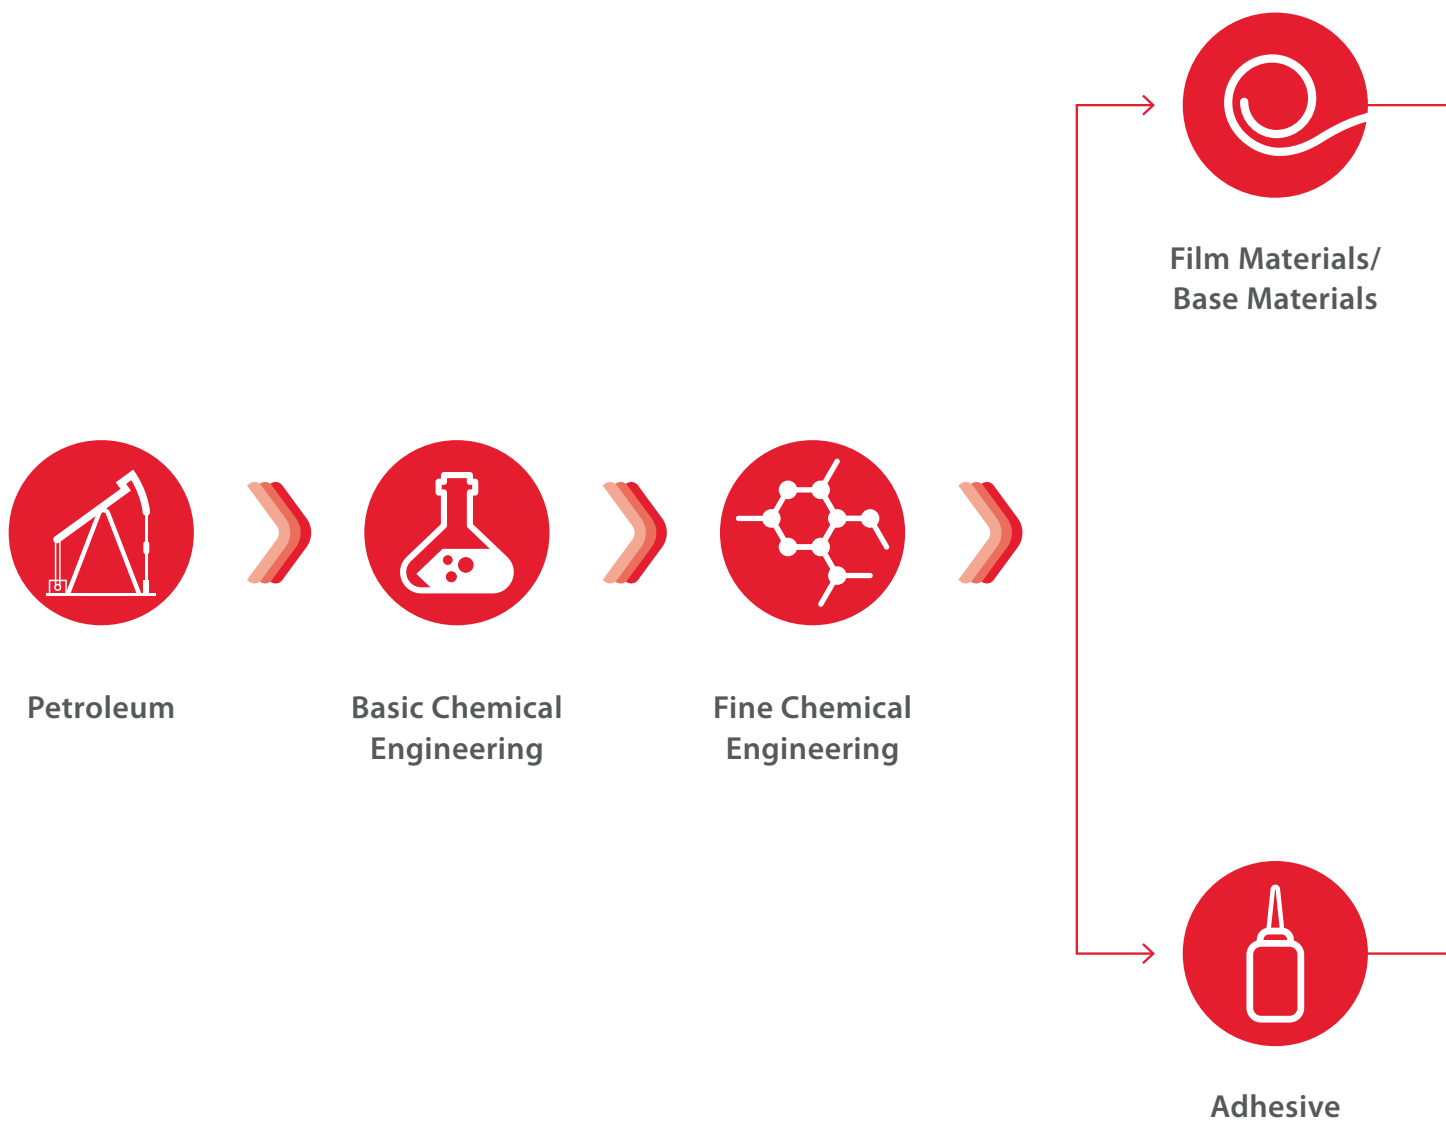 Film Materials/
Base Materials
Petroleum
Basic Chemical
Engineering
Fine Chemical
Engineering
Adhesive